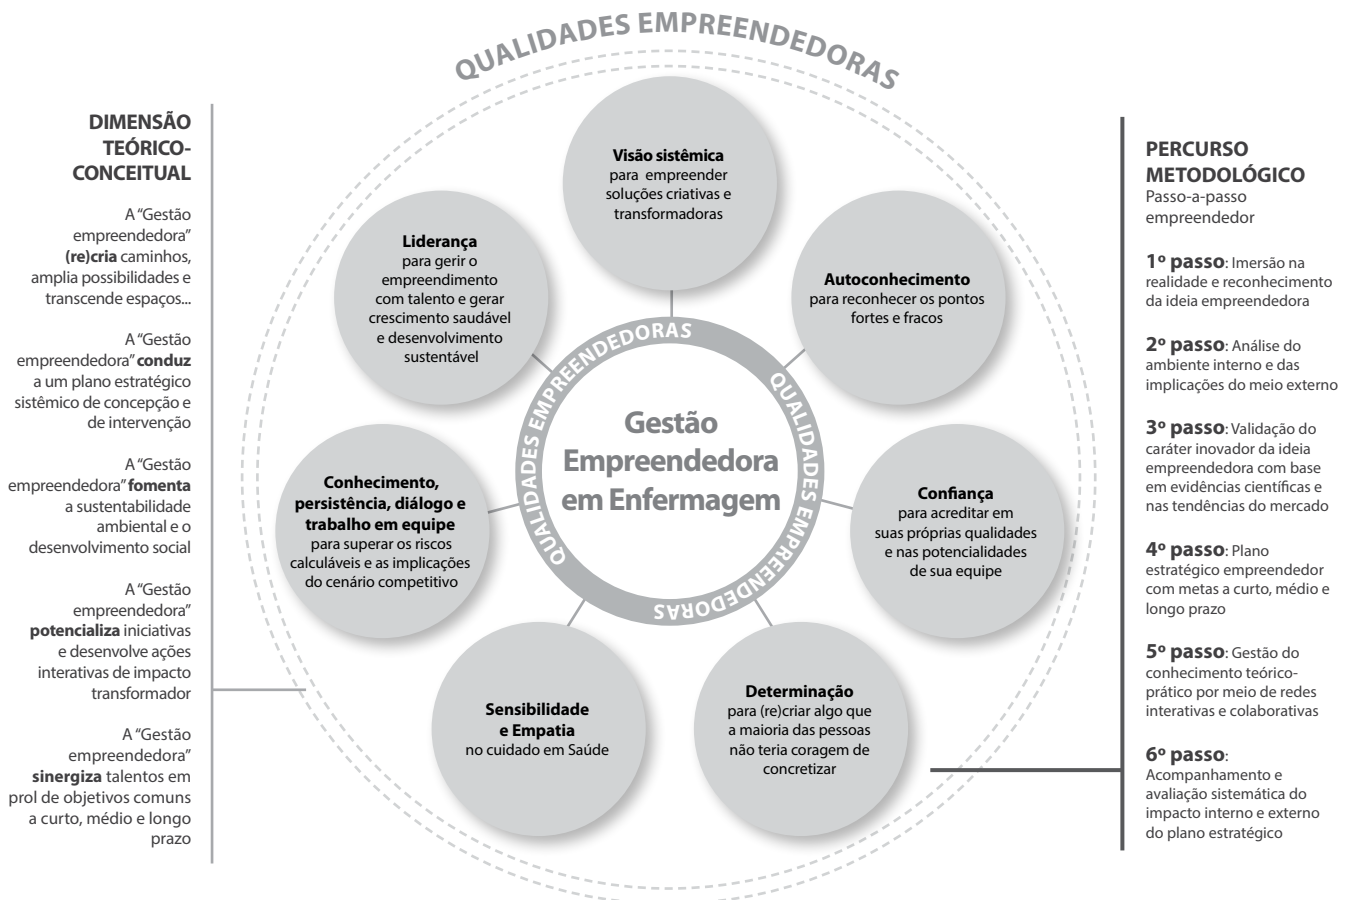 QUALIDADES EMPREENDEDORAS
DIMENSÃO
TEÓRICO-
CONCEITUAL
A “Gestão
empreendedora”
(re)cria caminhos,
amplia possibilidades e
transcende espaços...
A “Gestão
empreendedora” conduz
a um plano estratégico
sistêmico de concepção e
de intervenção
A “Gestão
empreendedora” fomenta
a sustentabilidade
ambiental e o
desenvolvimento social
A “Gestão
empreendedora”
potencializa iniciativas
e desenvolve ações
interativas de impacto
transformador
A “Gestão
empreendedora”
sinergiza talentos em
prol de objetivos comuns
a curto, médio e longo
prazo
Visão sistêmica
para empreender
soluções criativas e
transformadoras
Liderança
para gerir o
empreendimento
com talento e gerar
crescimento saudável
e desenvolvimento
sustentável
Autoconhecimento
para reconhecer os pontos
fortes e fracos
QUALIDADES EMPREENDEDORAS
QUALIDADES EMPREENDEDORAS
Gestão
Empreendedora
em Enfermagem
Conhecimento,
persistência, diálogo e
trabalho em equipe
para superar os riscos
calculáveis e as implicações
do cenário competitivo
Confiança
para acreditar em
suas próprias qualidades
e nas potencialidades
de sua equipe
Sensibilidade
e Empatia
no cuidado em Saúde
Determinação
para (re)criar algo que
a maioria das pessoas
não teria coragem de
concretizar
PERCURSO
METODOLÓGICO
Passo-a-passo
empreendedor
1º passo: Imersão na
realidade e reconhecimento
da ideia empreendedora
2º passo: Análise do
ambiente interno e das
implicações do meio externo
3º passo: Validação do
caráter inovador da ideia
empreendedora com base
em evidências científicas e
nas tendências do mercado
4º passo: Plano
estratégico empreendedor
com metas a curto, médio e
longo prazo
5º passo: Gestão do
conhecimento teórico-
prático por meio de redes
interativas e colaborativas
6º passo:
Acompanhamento e
avaliação sistemática do
impacto interno e externo
do plano estratégico